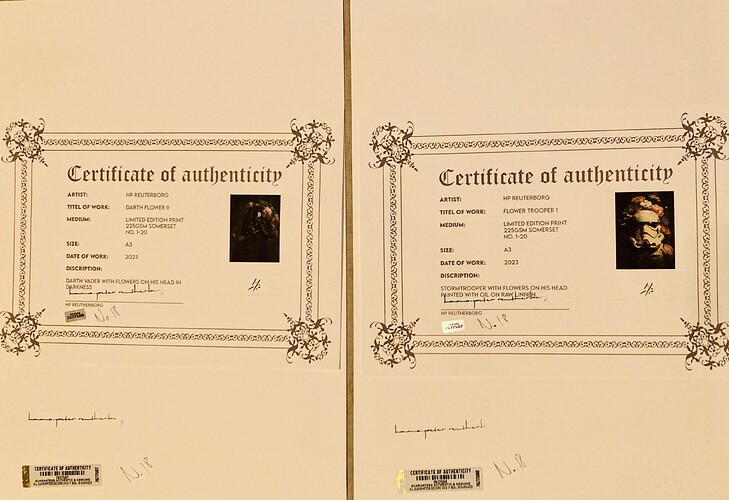 Certificate of authenticity
ARTIST: HP REUTERBORG
TITEL OF WORK: DARTH FLOWER II
MEDIUM: LIMITED EDITION PRINT
225GSM SOMERSET
NO. 1-20
SIZE: A3
DATE OF WORK: 2023
DISCRIPTION:
DARTH VADER WITH FLOWERS ON HIS HEAD IN
DARKNESS
HP REUTHERBORG
No. 18
CERTIFICATE OF AUTHENTICITY
N. 18
Certificate of authenticity
ARTIST: HP REUTERBORG
TITEL OF WORK: FLOWER TROOPER 1
MEDIUM: LIMITED EDITION PRINT
225GSM SOMERSET
NO. 1-20
SIZE: A3
DATE OF WORK: 2023
DISCRIPTION:
STORMTROOPER WITH FLOWERS ON HIS HEAD
PAINTED WITH OIL ON RAW LINNEN
HP REUTHERBORG
N. 18
CERTIFICATE OF AUTHENTICITY
N. 18